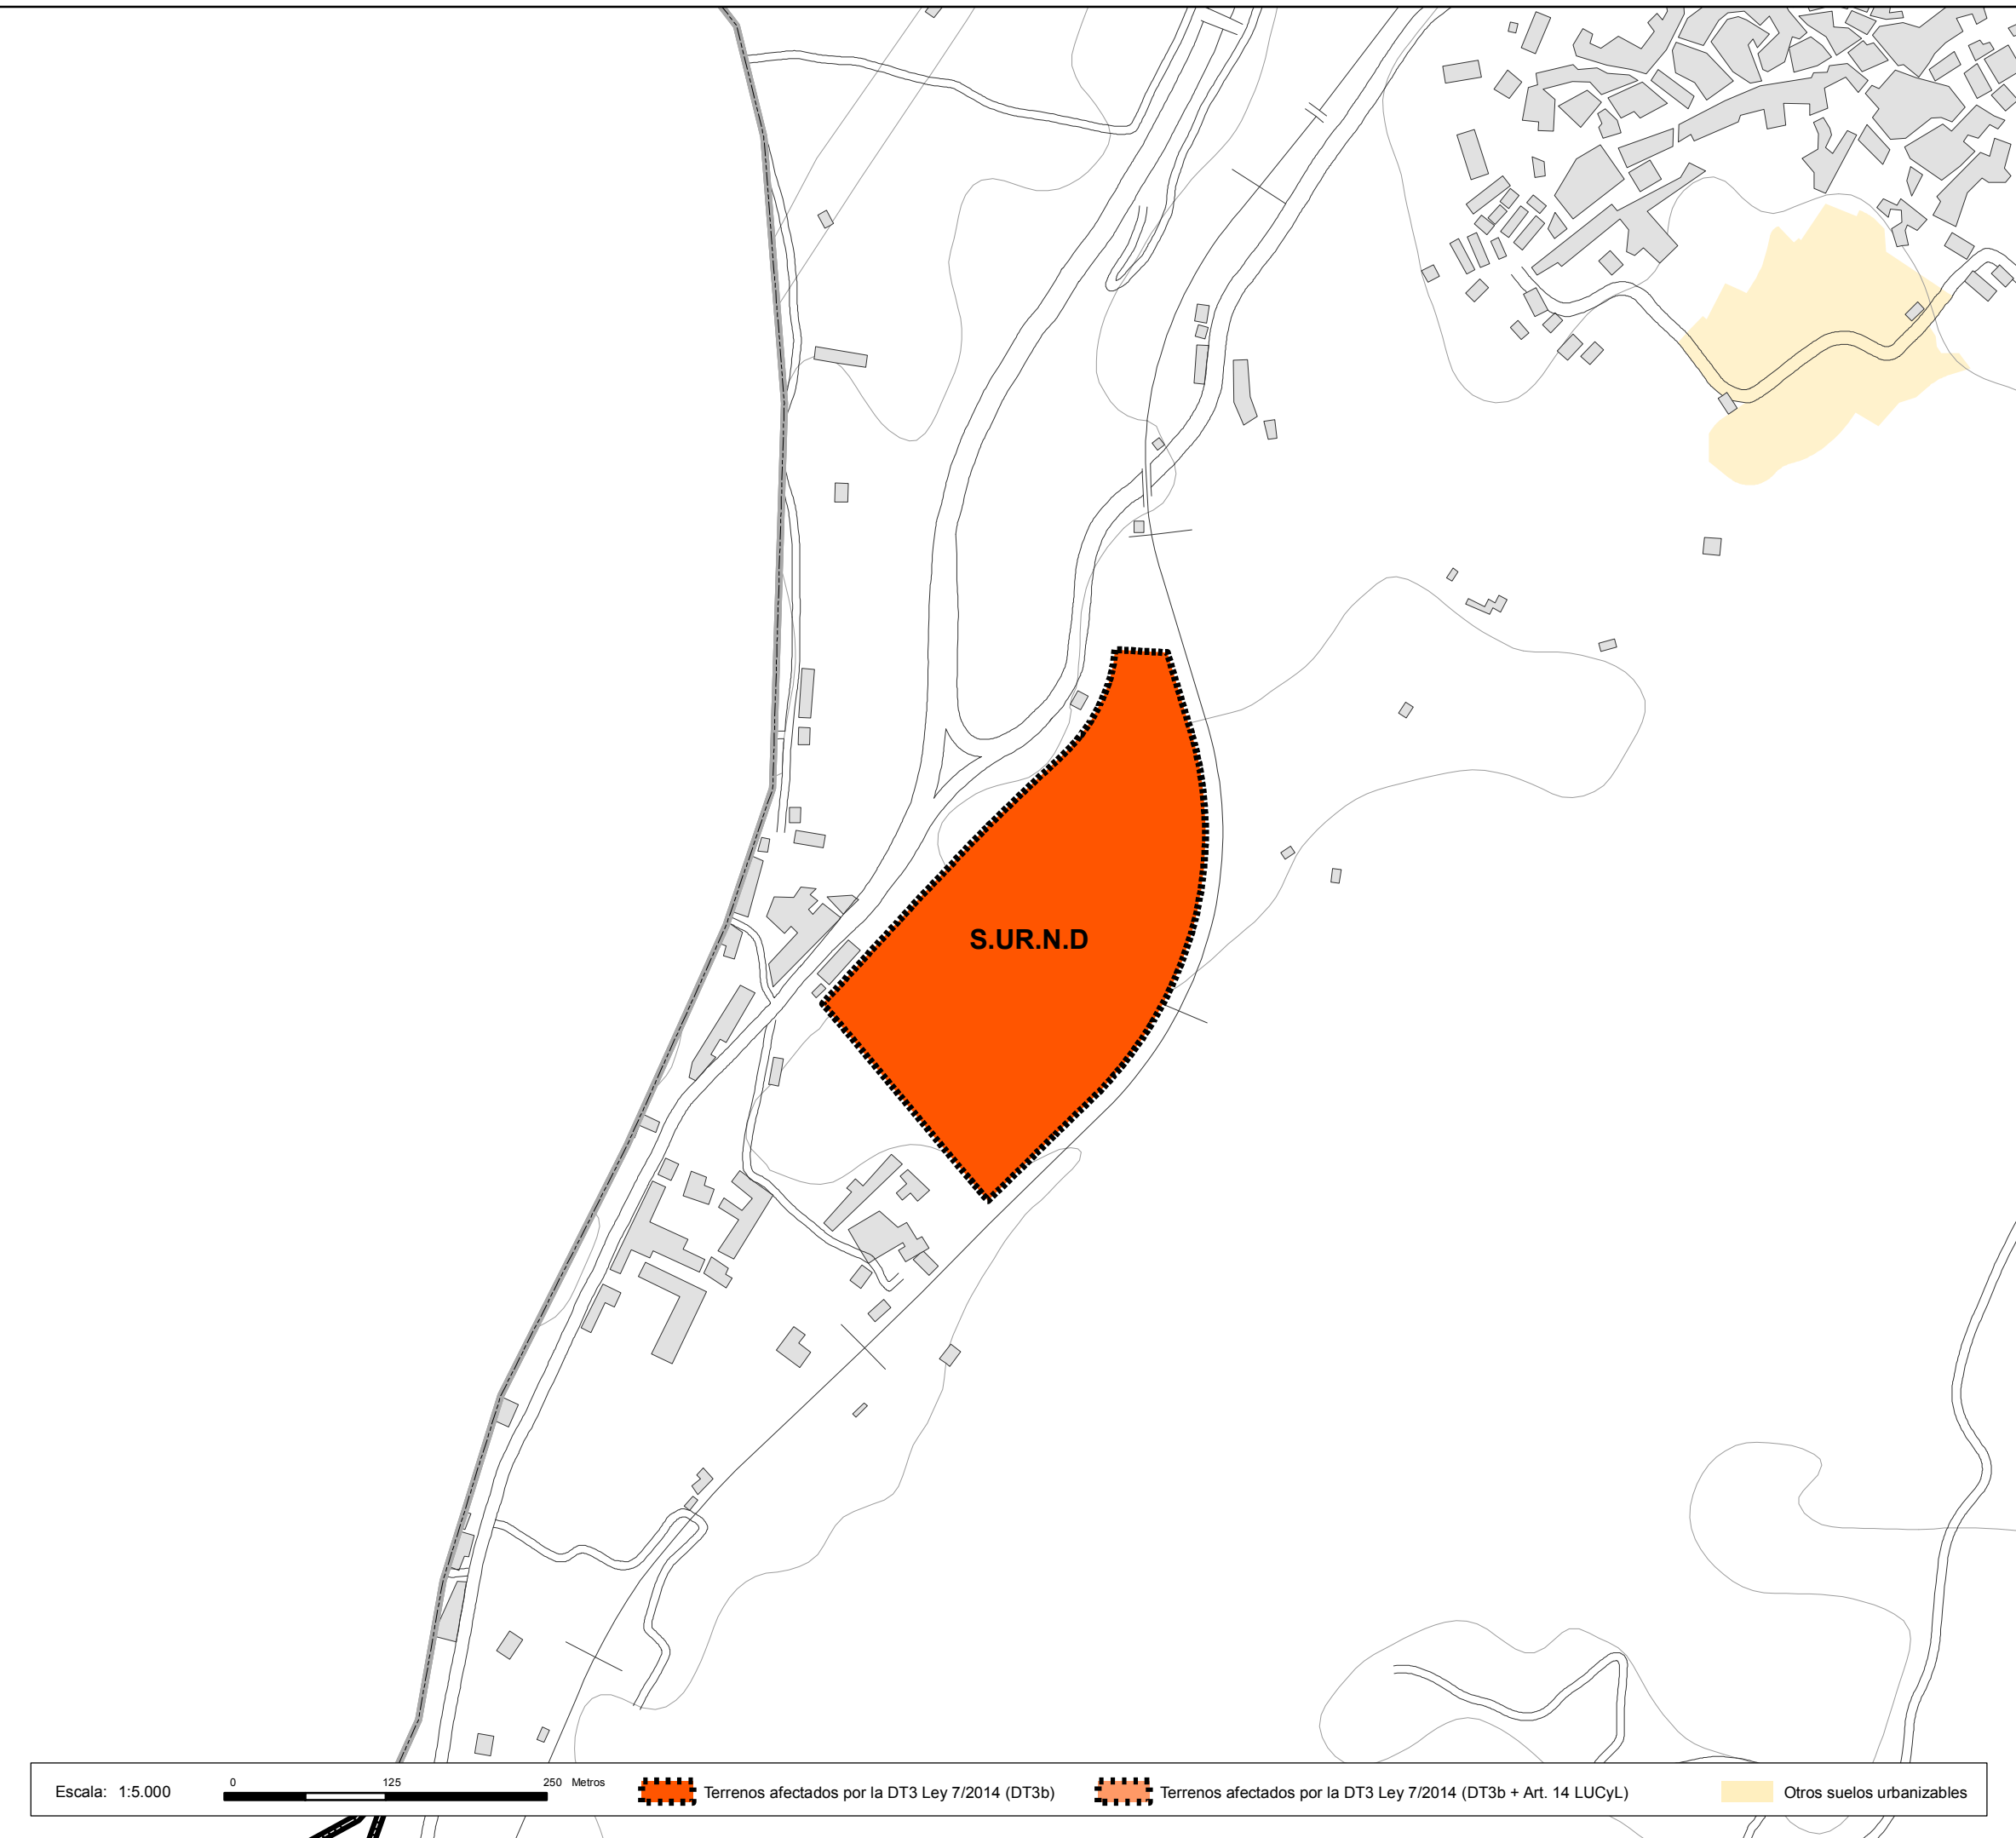 S.UR.N.D
Escala: 1:5.000
0 125 250 Metros
Terrenos afectados por la DT3 Ley 7/2014 (DT3b)
Terrenos afectados por la DT3 Ley 7/2014 (DT3b + Art. 14 LUCyL)
Otros suelos urbanizables